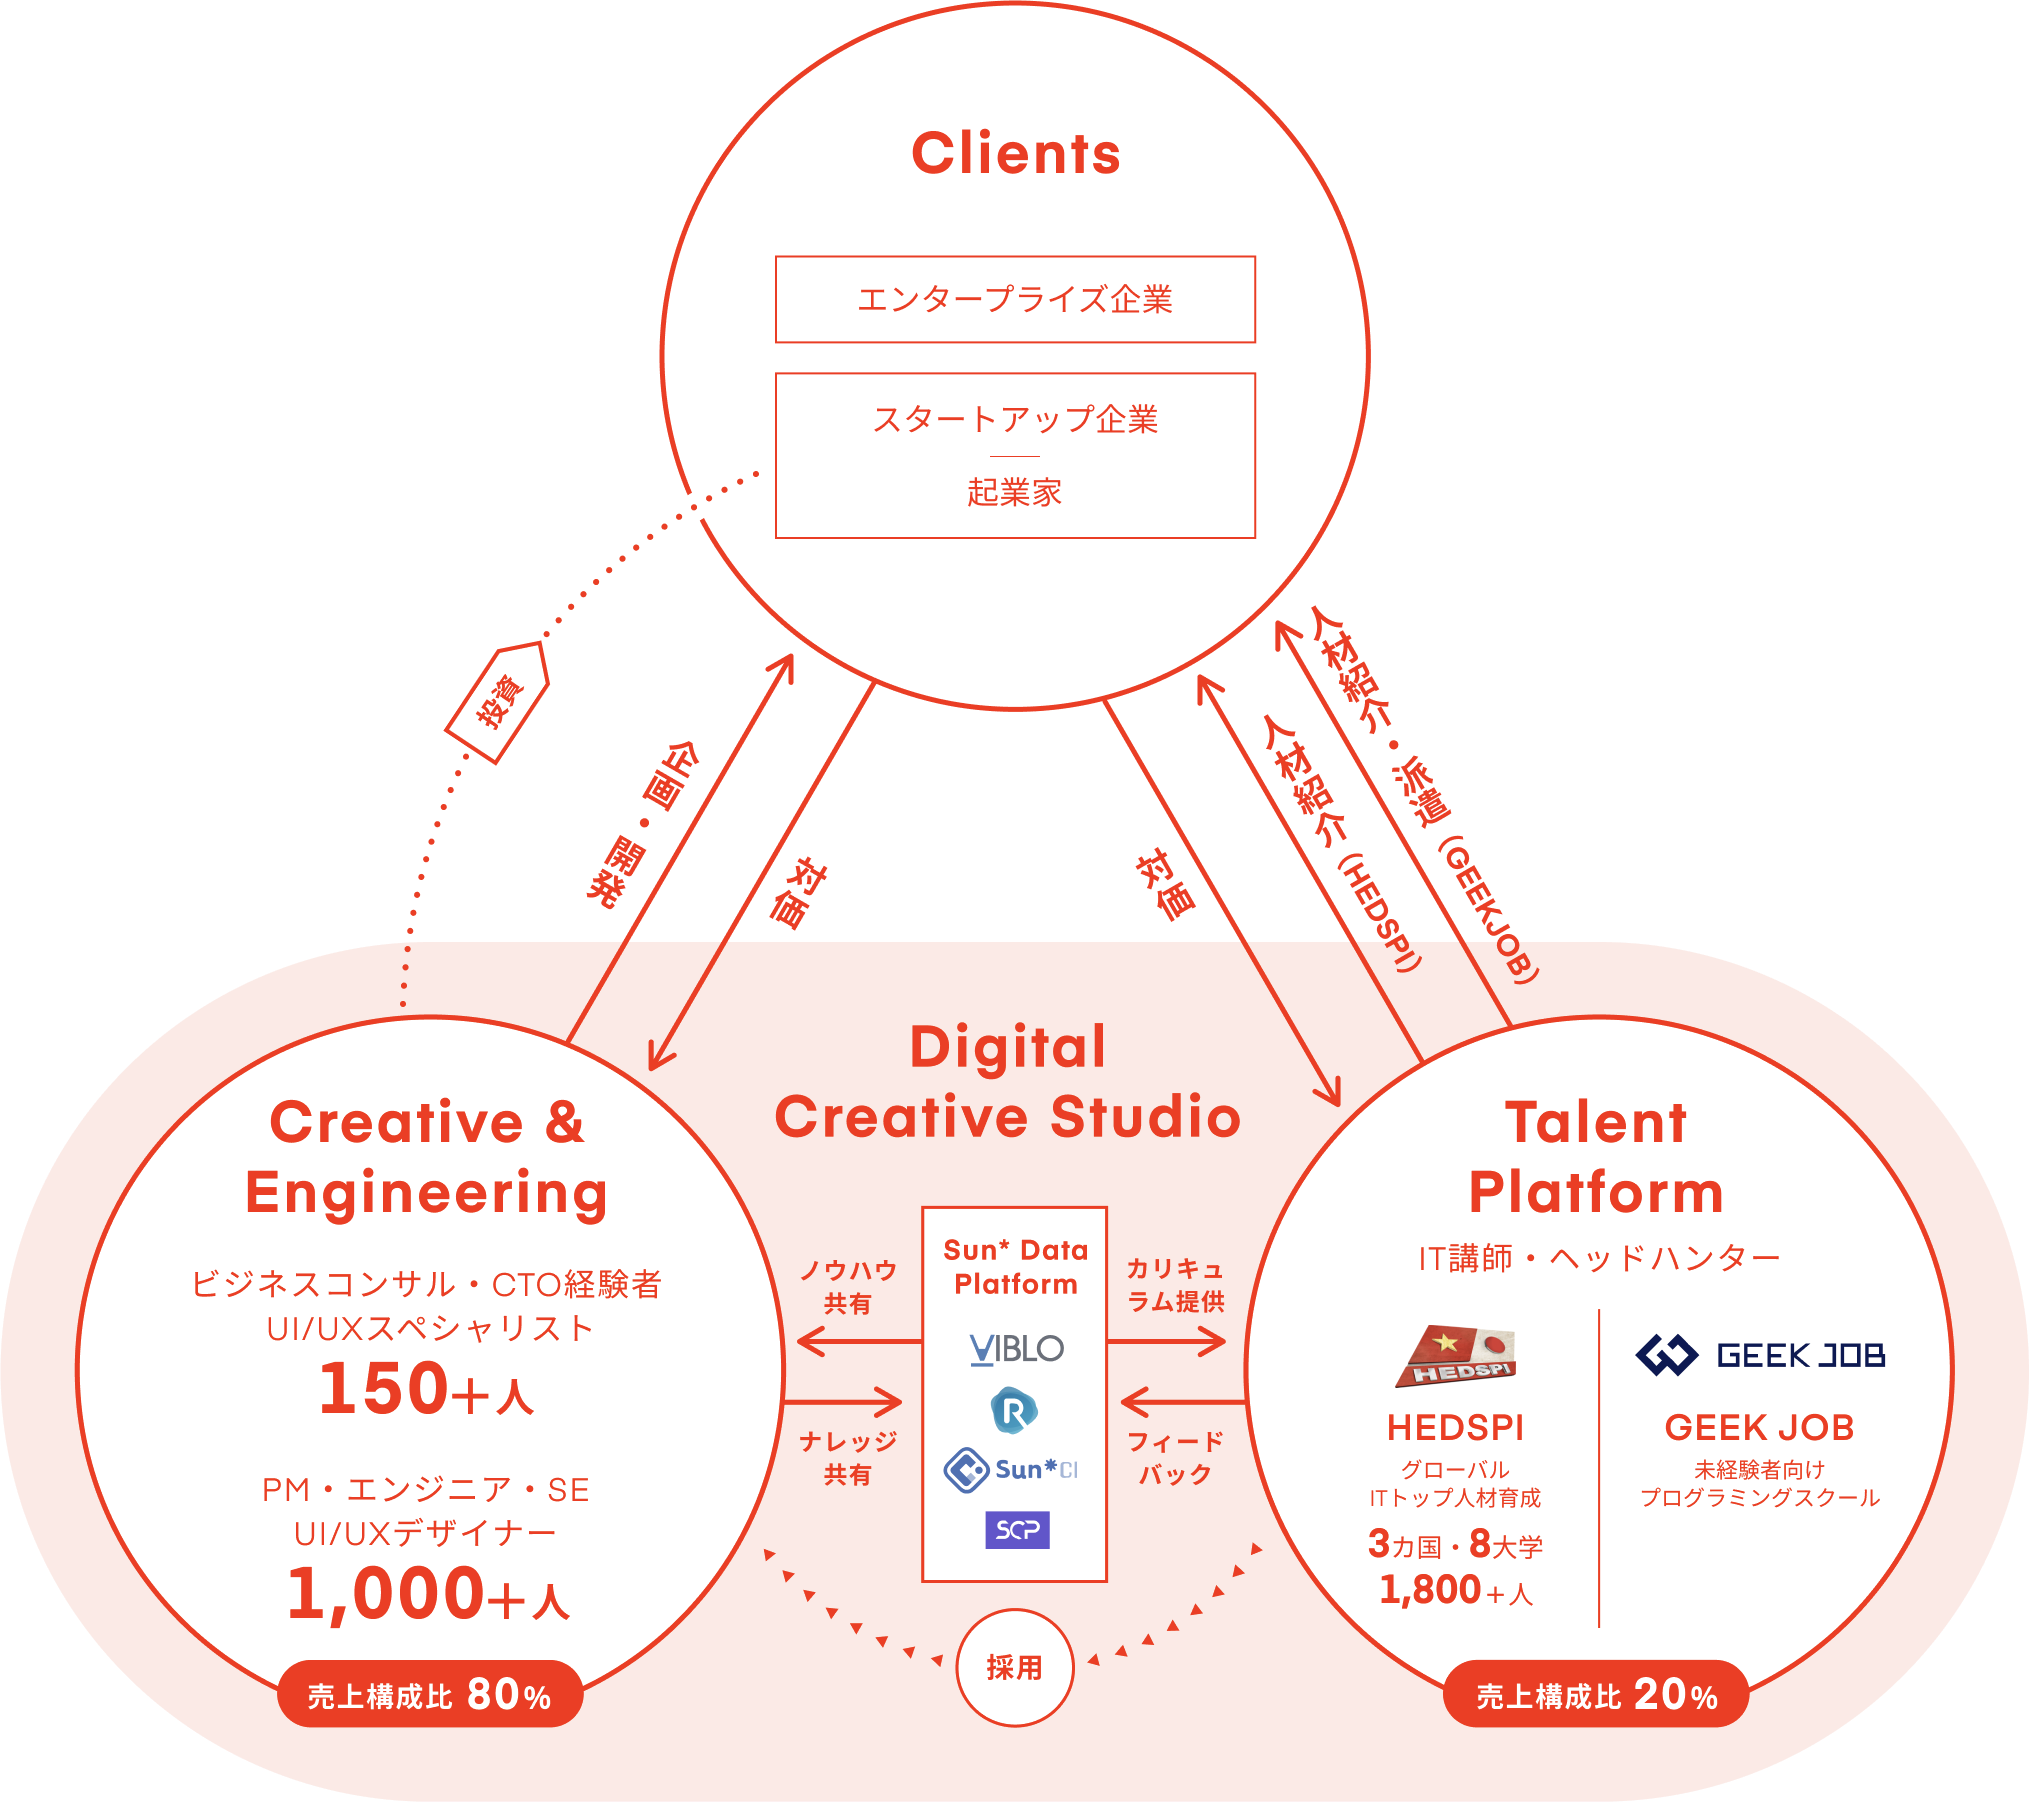 Clients
エンタープライズ企業
スタートアップ企業
起業家
投資
企画・開発
対価
対価
人材紹介（HEDSPI）
人材紹介・派遣（GEEKJOB）
Digital
Creative Studio
Creative &
Engineering
ビジネスコンサル・CTO経験者
UI/UXスペシャリスト
150+人
PM・エンジニア・SE
UI/UXデザイナー
1,000+人
売上構成比 80%
ノウハウ
共有
ナレッジ
共有
Sun* Data
Platform
VIBLO
R
Sun*CI
SCP
カリキュ
ラム提供
フィード
バック
採用
Talent
Platform
IT講師・ヘッドハンター
HEDSPI
HEDSPI
グローバル
ITトップ人材育成
3カ国・8大学
1,800+人
GEEK JOB
GEEK JOB
未経験者向け
プログラミングスクール
売上構成比 20%